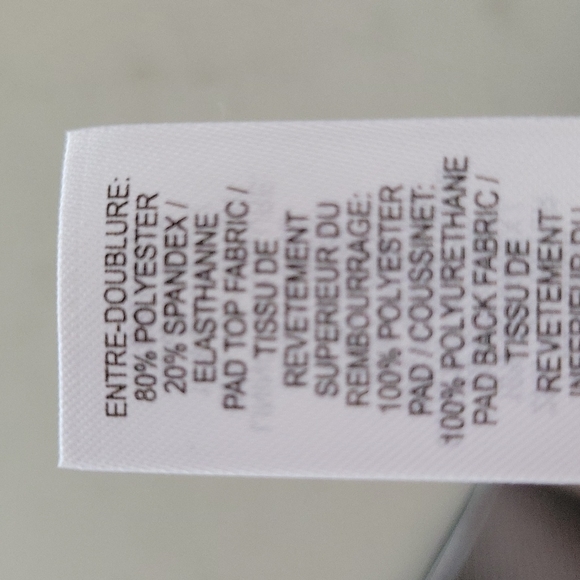 ENTRE-DOUBLURE:
80% POLYESTER
20% SPANDEX /
ELASTHANNE
PAD TOP FABRIC /
TISSU DE
REVETEMENT
SUPERIEUR DU
REMBOURRAGE:
100% POLYESTER
PAD / COUSSINET:
100% POLYURETHANE
PAD BACK FABRIC /
TISSU DE
REVETEMENT